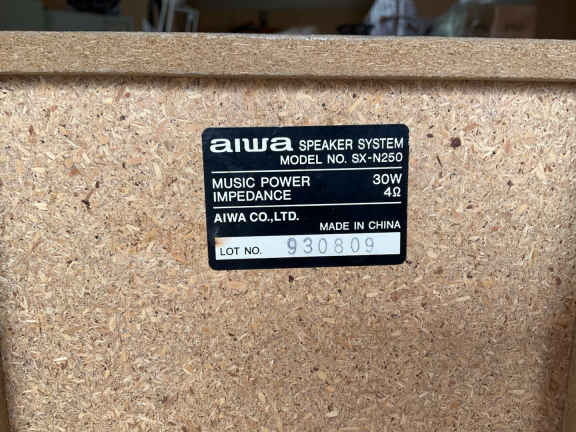 aiwa SPEAKER SYSTEM
MODEL NO. SX-N250
MUSIC POWER 30W
IMPEDANCE 4Ω
AIWA CO.,LTD.
MADE IN CHINA
LOT NO. 930809